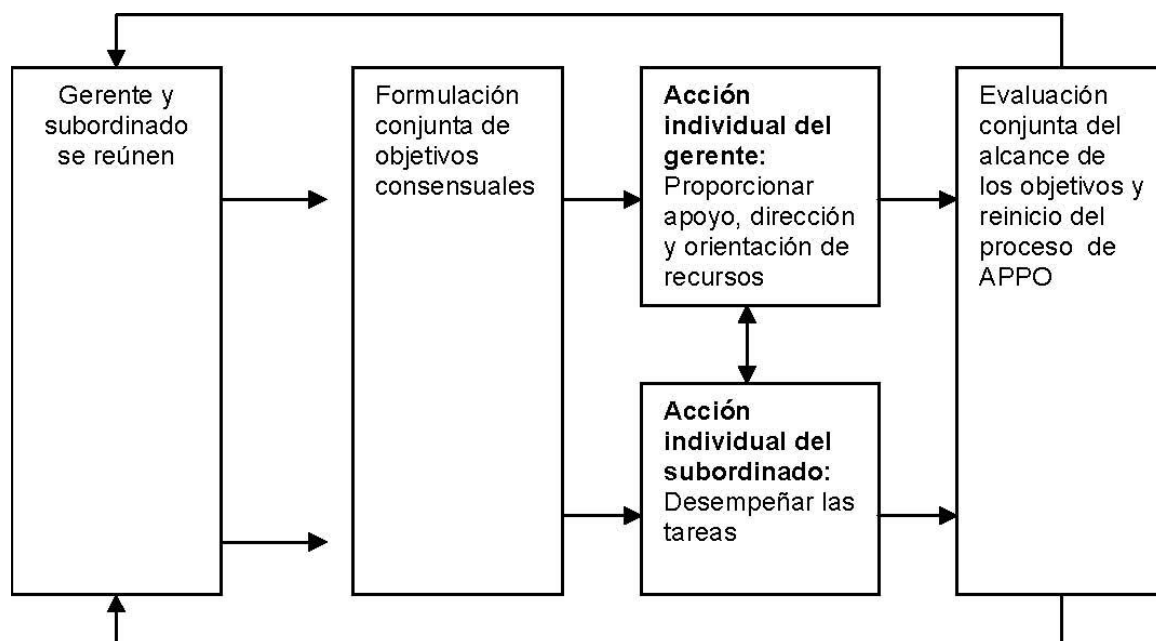 Gerente y
subordinado
se reúnen
Formulación
conjunta de
objetivos
consensuales
Acción
individual del
gerente:
Proporcionar
apoyo, dirección
y orientación de
recursos
Acción
individual del
subordinado:
Desempeñar las
tareas
Evaluación
conjunta del
alcance de
los objetivos y
reinicio del
proceso de
APPO